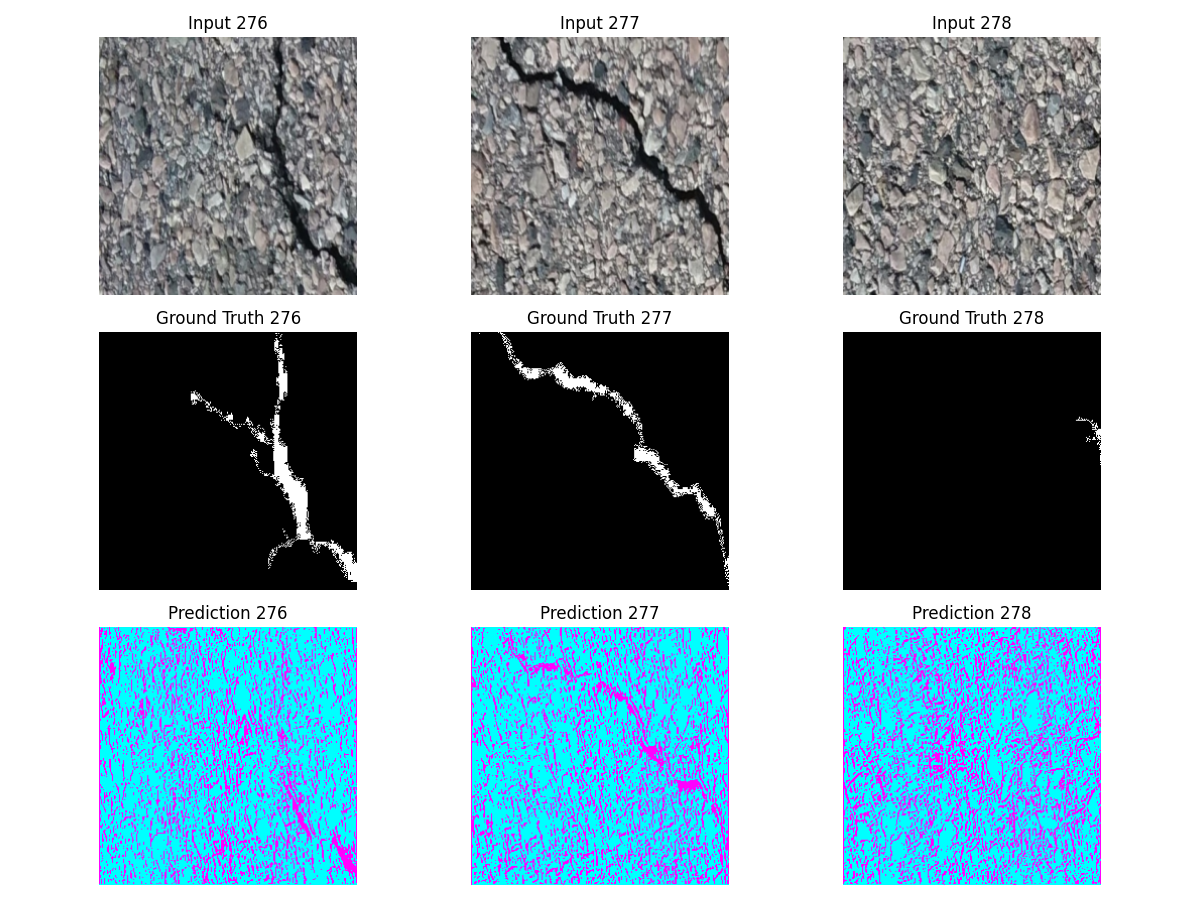 Input 276
Input 277
Input 278
Ground Truth 276
Ground Truth 277
Ground Truth 278
Prediction 276
Prediction 277
Prediction 278